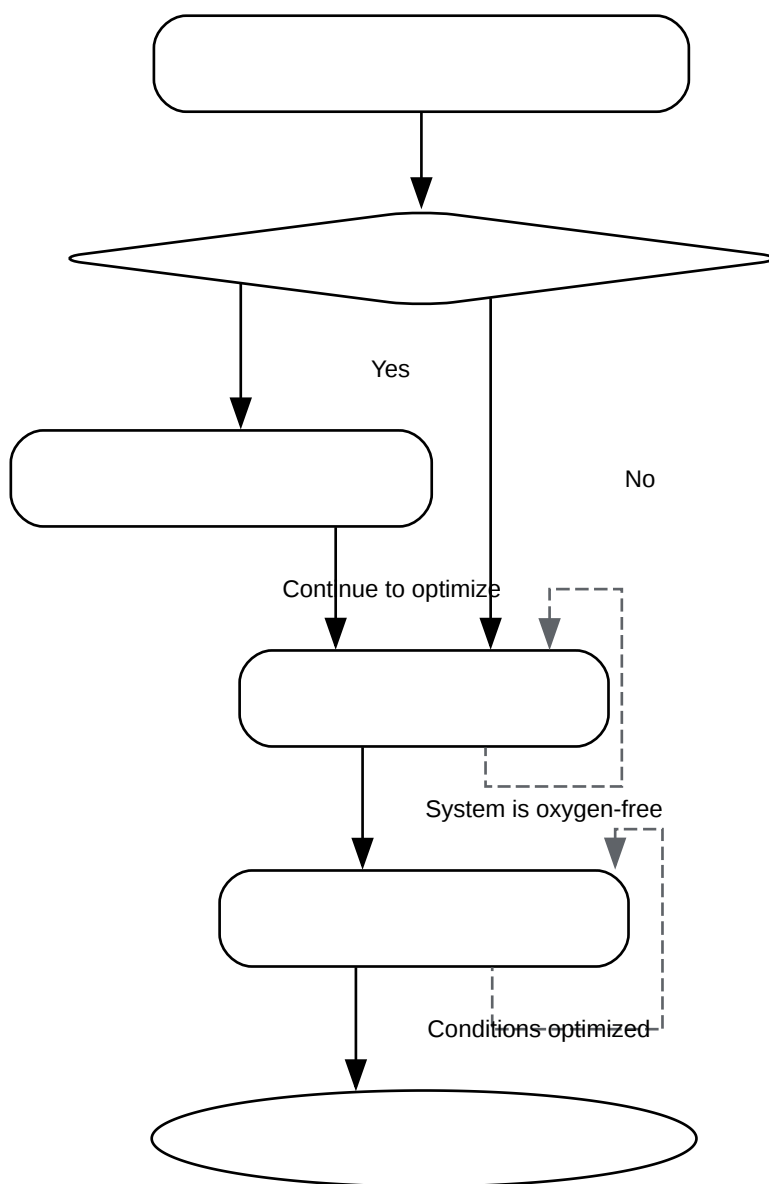 Yes
No
Continue to optimize
System is oxygen-free
Conditions optimized